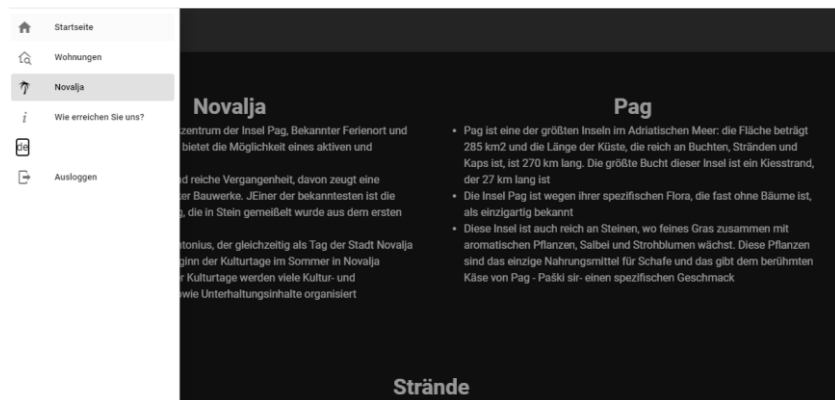 Startseite
Wohnungen
Novalja
Wie erreichen Sie uns?
de
Ausloggen
Novalja
zentrum der Insel Pag, Bekannter Ferienort und
bietet die Möglichkeit eines aktiven und
d reiche Vergangenheit, davon zeugt eine
er Bauwerke. JEiner der bekanntesten ist die
, die in Stein gemeißelt wurde aus dem ersten
ntonius, der gleichzeitig als Tag der Stadt Novalja
ginn der Kulturtage im Sommer in Novalja
r Kulturtage werden viele Kultur- und
wie Unterhaltungsinhalte organisiert
Pag
• Pag ist eine der größten Inseln im Adriatischen Meer: die Fläche beträgt
285 km2 und die Länge der Küste, die reich an Buchten, Stränden und
Kaps ist, ist 270 km lang. Die größte Bucht dieser Insel ist ein Kiesstrand,
der 27 km lang ist
• Die Insel Pag ist wegen ihrer spezifischen Flora, die fast ohne Bäume ist,
als einzigartig bekannt
• Diese Insel ist auch reich an Steinen, wo feines Gras zusammen mit
aromatischen Pflanzen, Salbei und Strohblumen wächst. Diese Pflanzen
sind das einzige Nahrungsmittel für Schafe und das gibt dem berühmten
Käse von Pag - Paški sir- einen spezifischen Geschmack
Strände